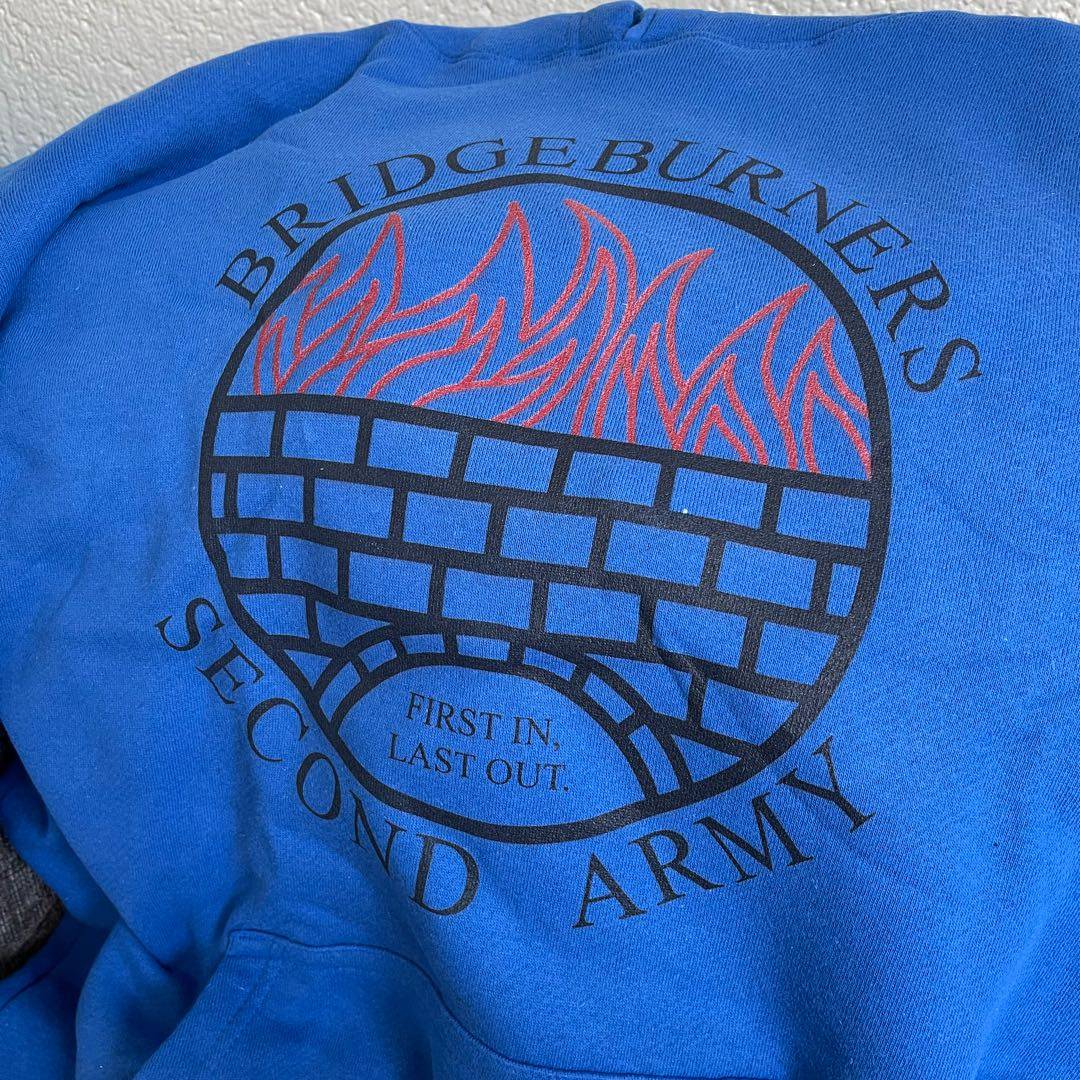 BRIDGEBURNERS
FIRST IN,
LAST OUT.
SECOND ARMY